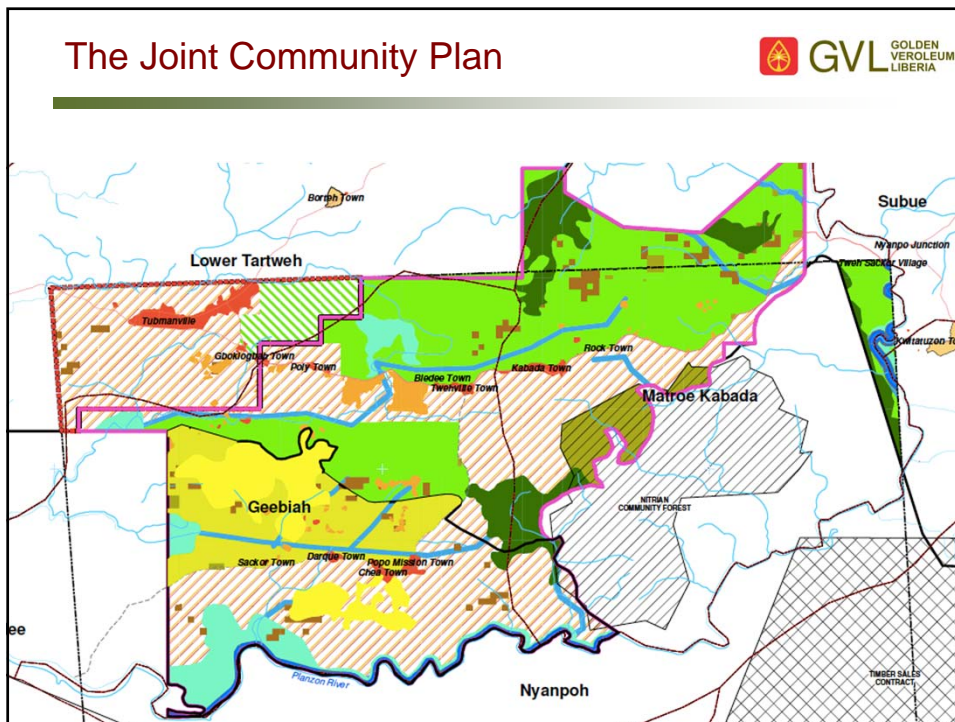 The Joint Community Plan
GVL
GOLDEN
VEROLEUM
LIBERIA
Borreh Town
Subue
Nyanpo Junction
Lower Tartweh
Tweh Sackor Village
Tubmanville
Gboklogbah Town
Poly Town
Rock Town
Kabada Town
Biedee Town
Twehville Town
Matroe Kabada
NITRIAN
COMMUNITY FOREST
Geebiah
Darque Town
Sackor Town
Popo Mission Town
Chea Town
ee
Planzon River
Nyanpoh
TIMBER SALES
CONTRACT